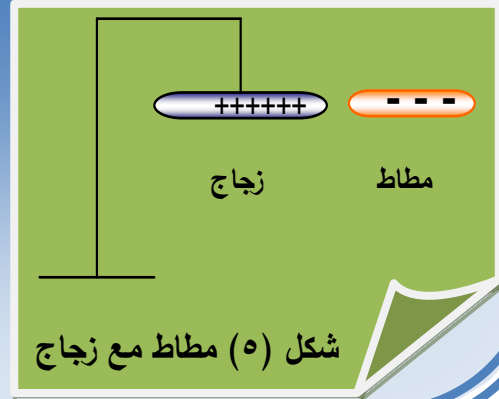 ++++++ - - -
زجاج مطاط
شكل (٥) مطاط مع زجاج